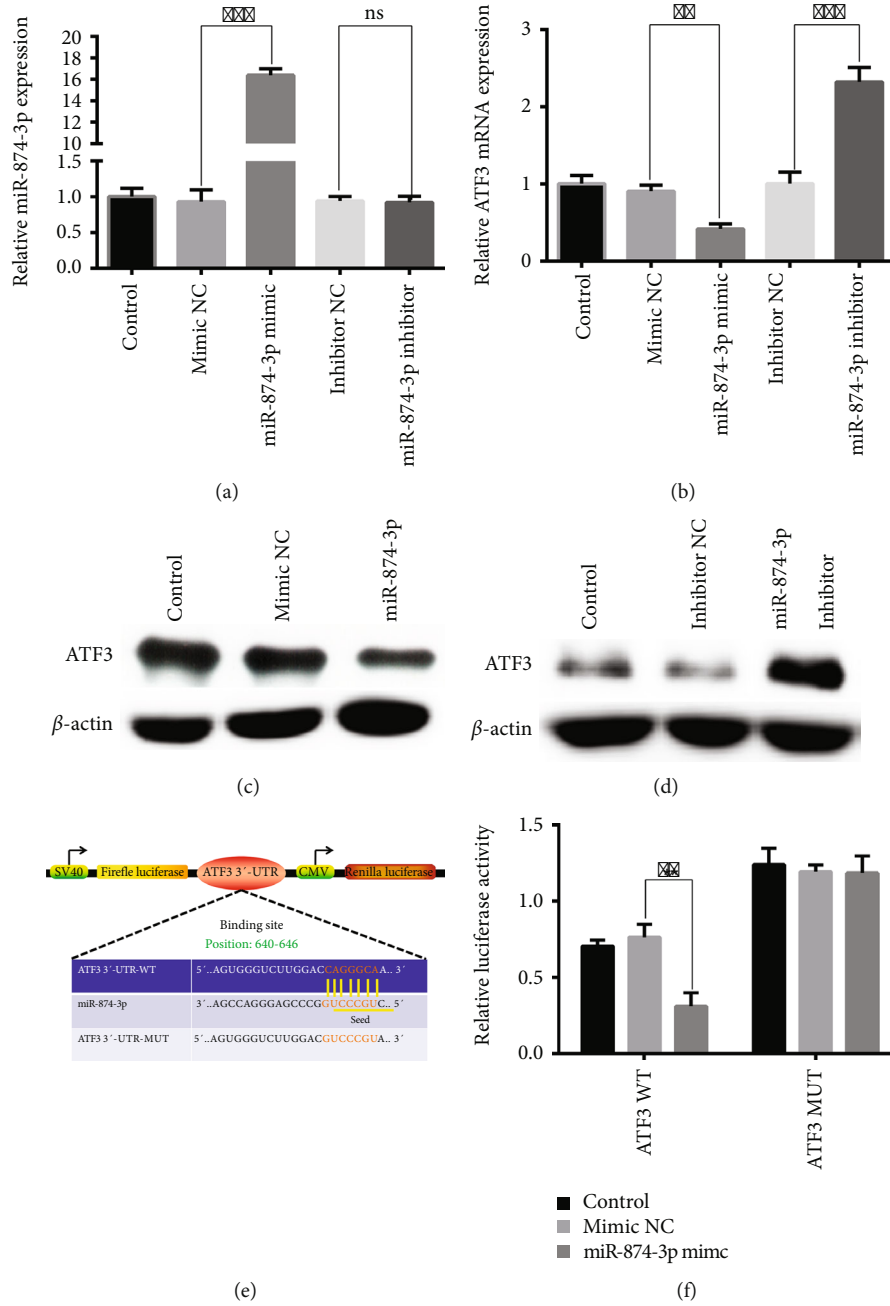 Relative miR-874-3p expression
20
18
16
14
12
10
1.5
1.0
0.5
0.0
ns
Control
Mimic NC
miR-874-3p mimic
Inhibitor NC
miR-874-3p inhibitor
(a)
Relative ATF3 mRNA expression
3
2
1
0
Control
Mimic NC
miR-874-3p mimic
Inhibitor NC
miR-874-3p inhibitor
(b)
Control
Mimic NC
miR-874-3p
ATF3
β-actin
(c)
Control
Inhibitor NC
miR-874-3p
Inhibitor
ATF3
β-actin
(d)
SV40 Firefle luciferase ATF3 3´-UTR CMV Renilla luciferase
Binding site
Position: 640-646
ATF3 3´-UTR-WT 5´..AGUGGGUCUUGGACCAGGGCAA.. 3´
miR-874-3p 3´..AGCCAGGGAGCCCGGUCCCGUC.. 5´
Seed
ATF3 3´-UTR-MUT 5´..AGUGGGUCUUGGACGUCCCGUA.. 3´
(e)
Relative luciferase activity
1.5
1.0
0.5
0.0
ATF3 WT
ATF3 MUT
Control
Mimic NC
miR-874-3p mimc
(f)